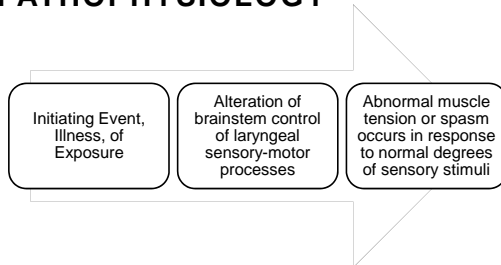 PATHOPHYSIOLOGY
Initiating Event,
Illness, of
Exposure
Alteration of
brainstem control
of laryngeal
sensory-motor
processes
Abnormal muscle
tension or spasm
occurs in response
to normal degrees
of sensory stimuli